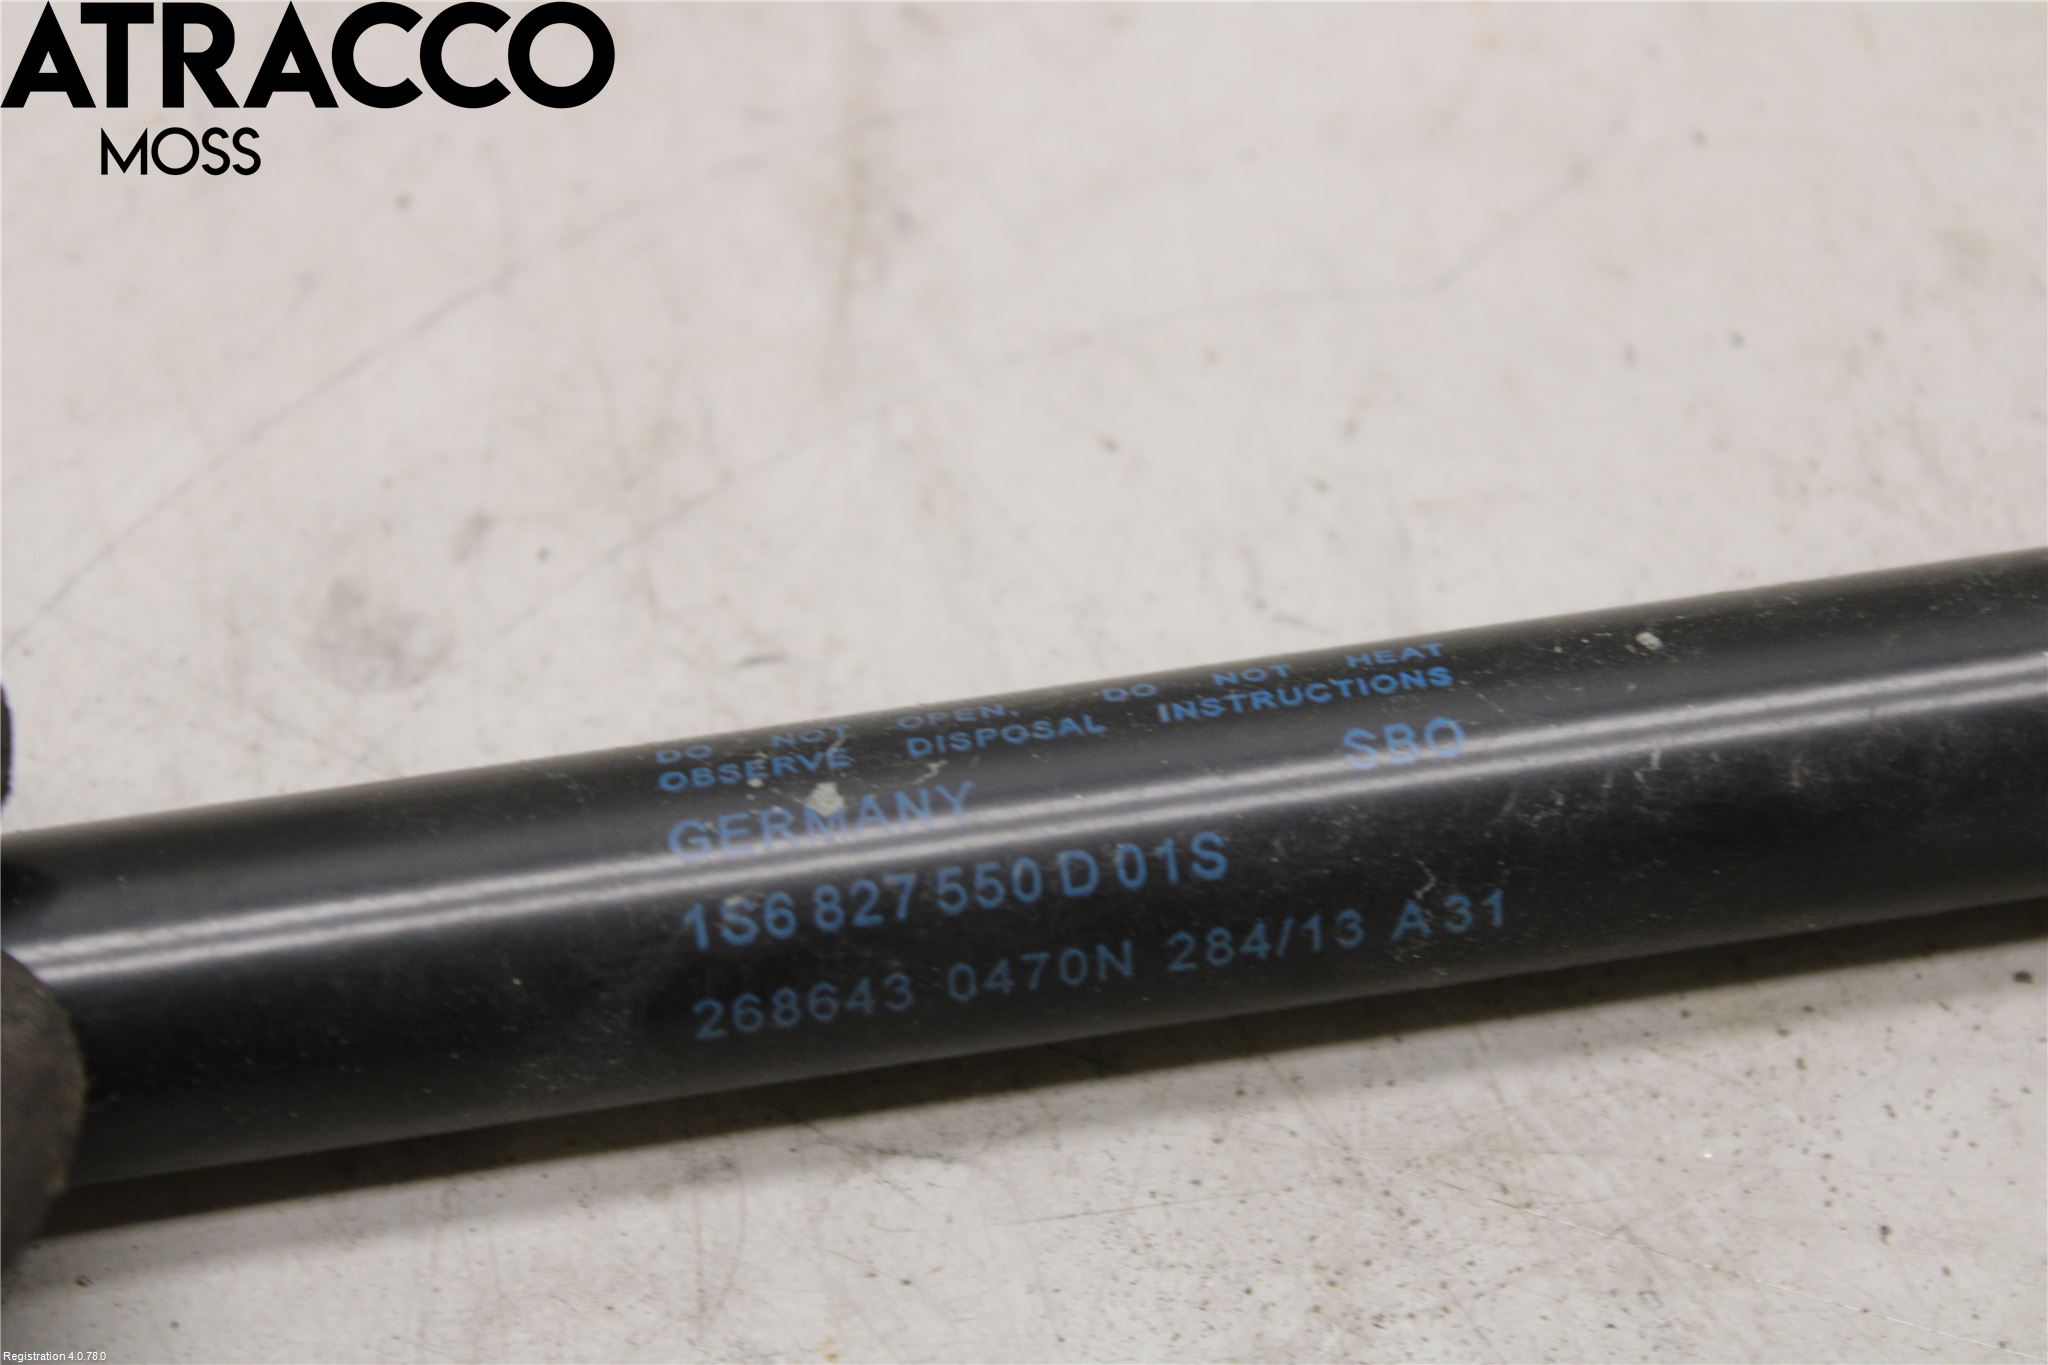 ATRACCO
MOSS
DO NOT OPEN, DO NOT HEAT
OBSERVE DISPOSAL INSTRUCTIONS
GERMANY SBO
1S6 827 550 D 01S
268643 0470N 284/13 A31
Registration 4.0.78.0